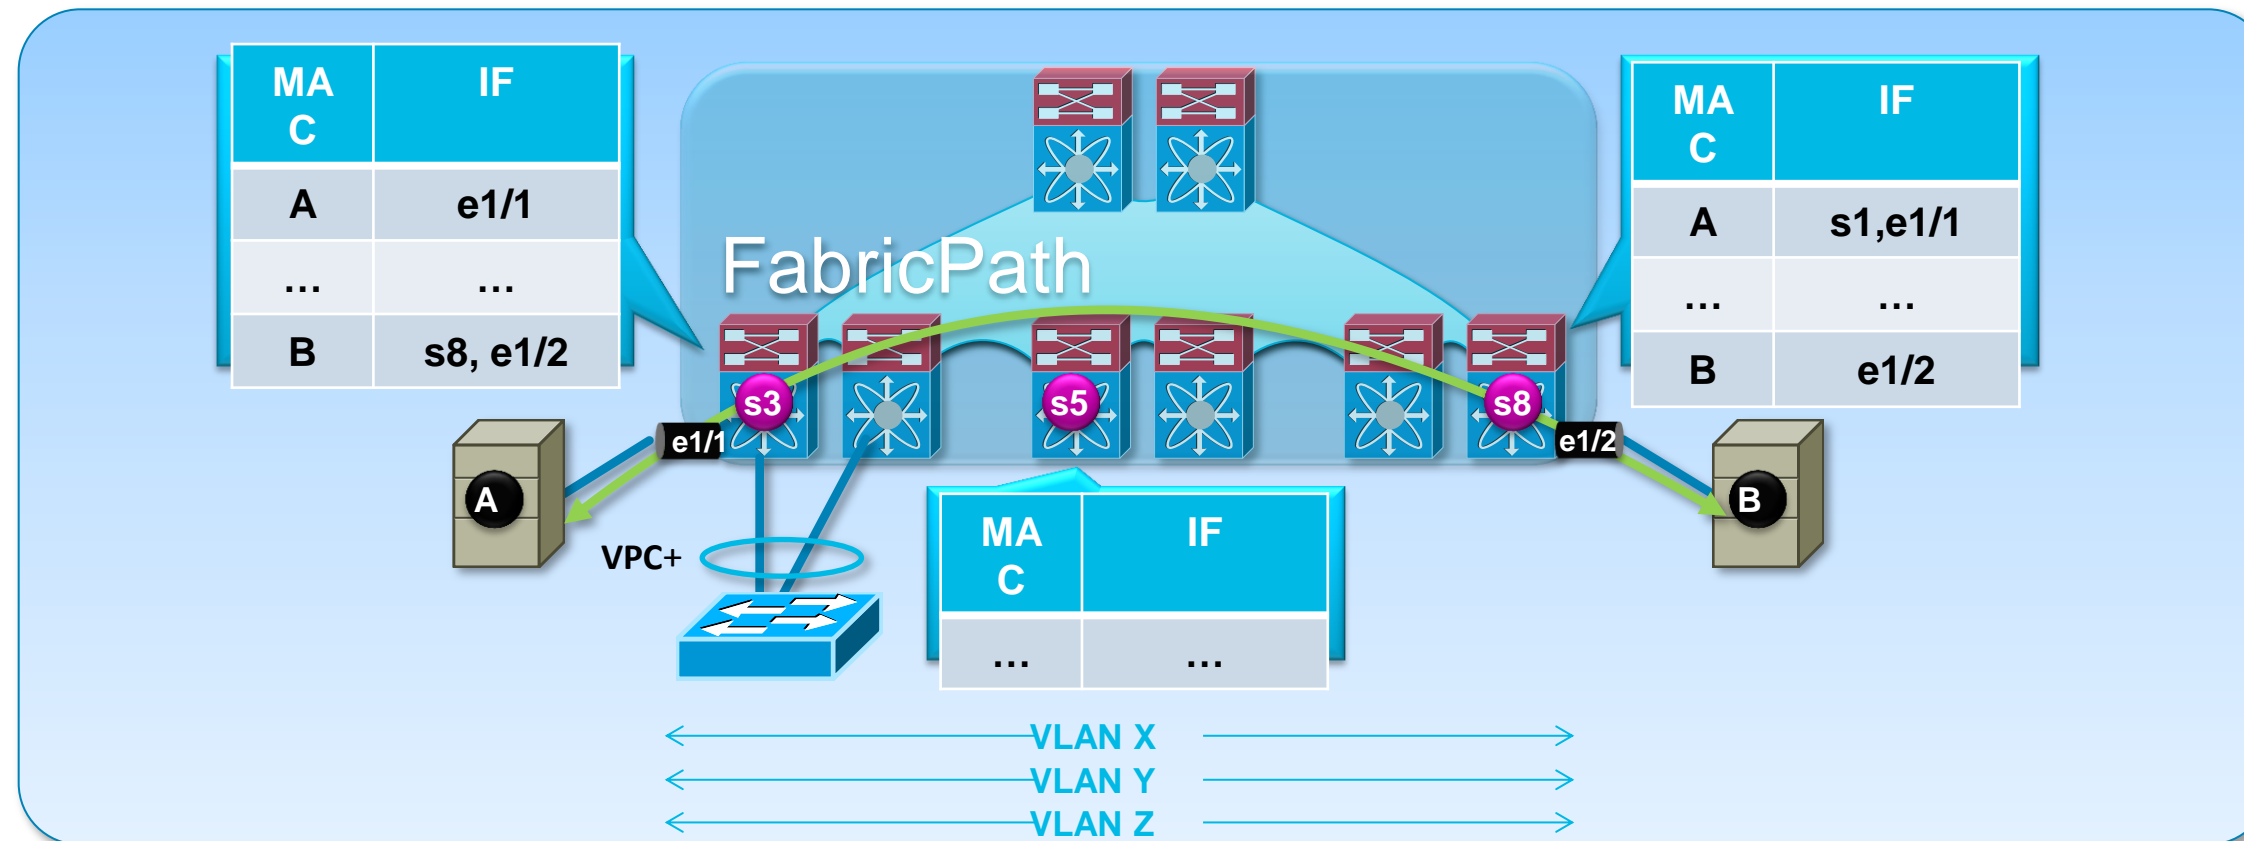 MA
C
IF
A
e1/1
...
...
B
s8, e1/2
FabricPath
MA
C
IF
A
s1,e1/1
...
...
B
e1/2
s3
s5
s8
e1/1
e1/2
A
B
VPC+
MA
C
IF
...
...
VLAN X
VLAN Y
VLAN Z